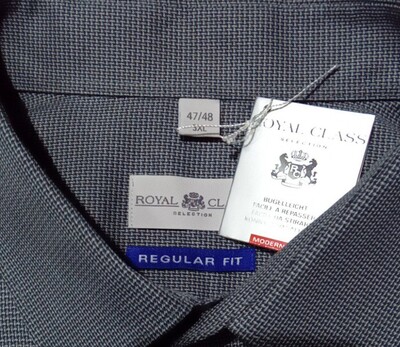 47/48
3XL
ROYAL CLASS
SELECTION
BÜGELLEICHT
FACILE A REPASSER
ROYAL CL
SELECTION
MODERN
REGULAR FIT